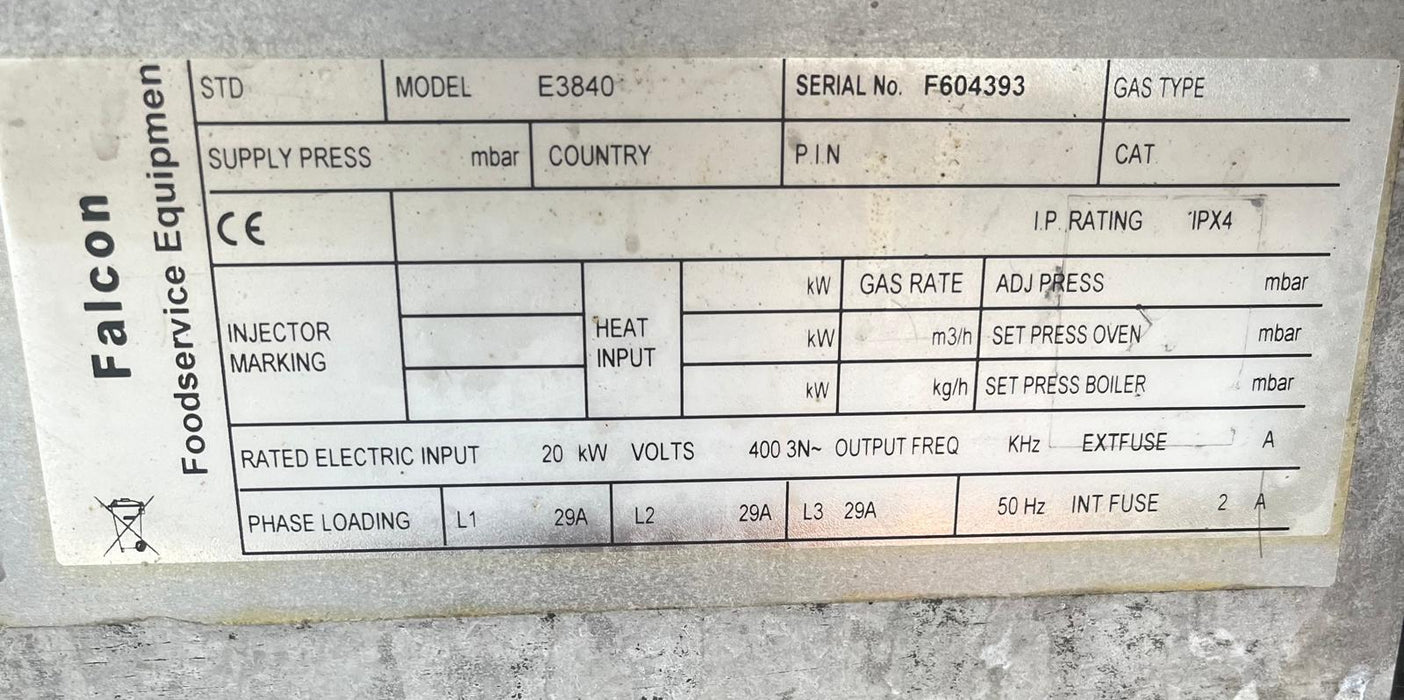 Falcon
Foodservice Equipmen
STD MODEL E3840 SERIAL No. F604393 GAS TYPE
SUPPLY PRESS mbar COUNTRY P.I.N CAT
CE I.P. RATING IPX4
INJECTOR MARKING HEAT INPUT
kW GAS RATE ADJ PRESS mbar
kW m3/h SET PRESS OVEN mbar
kW kg/h SET PRESS BOILER mbar
RATED ELECTRIC INPUT 20 kW VOLTS 400 3N~ OUTPUT FREQ KHz EXTFUSE A
PHASE LOADING L1 29A L2 29A L3 29A 50 Hz INT FUSE 2 A